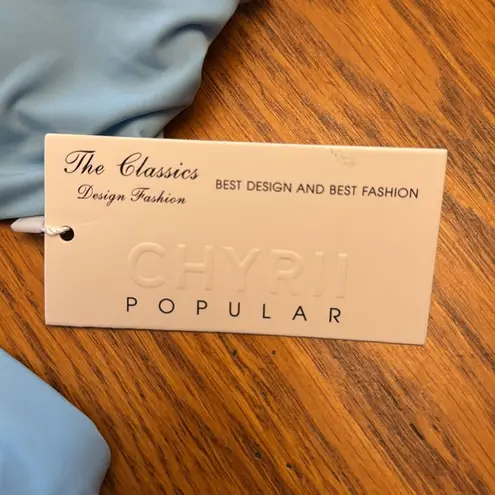 The Classics
Design Fashion
BEST DESIGN AND BEST FASHION
CHYRII
POPULAR